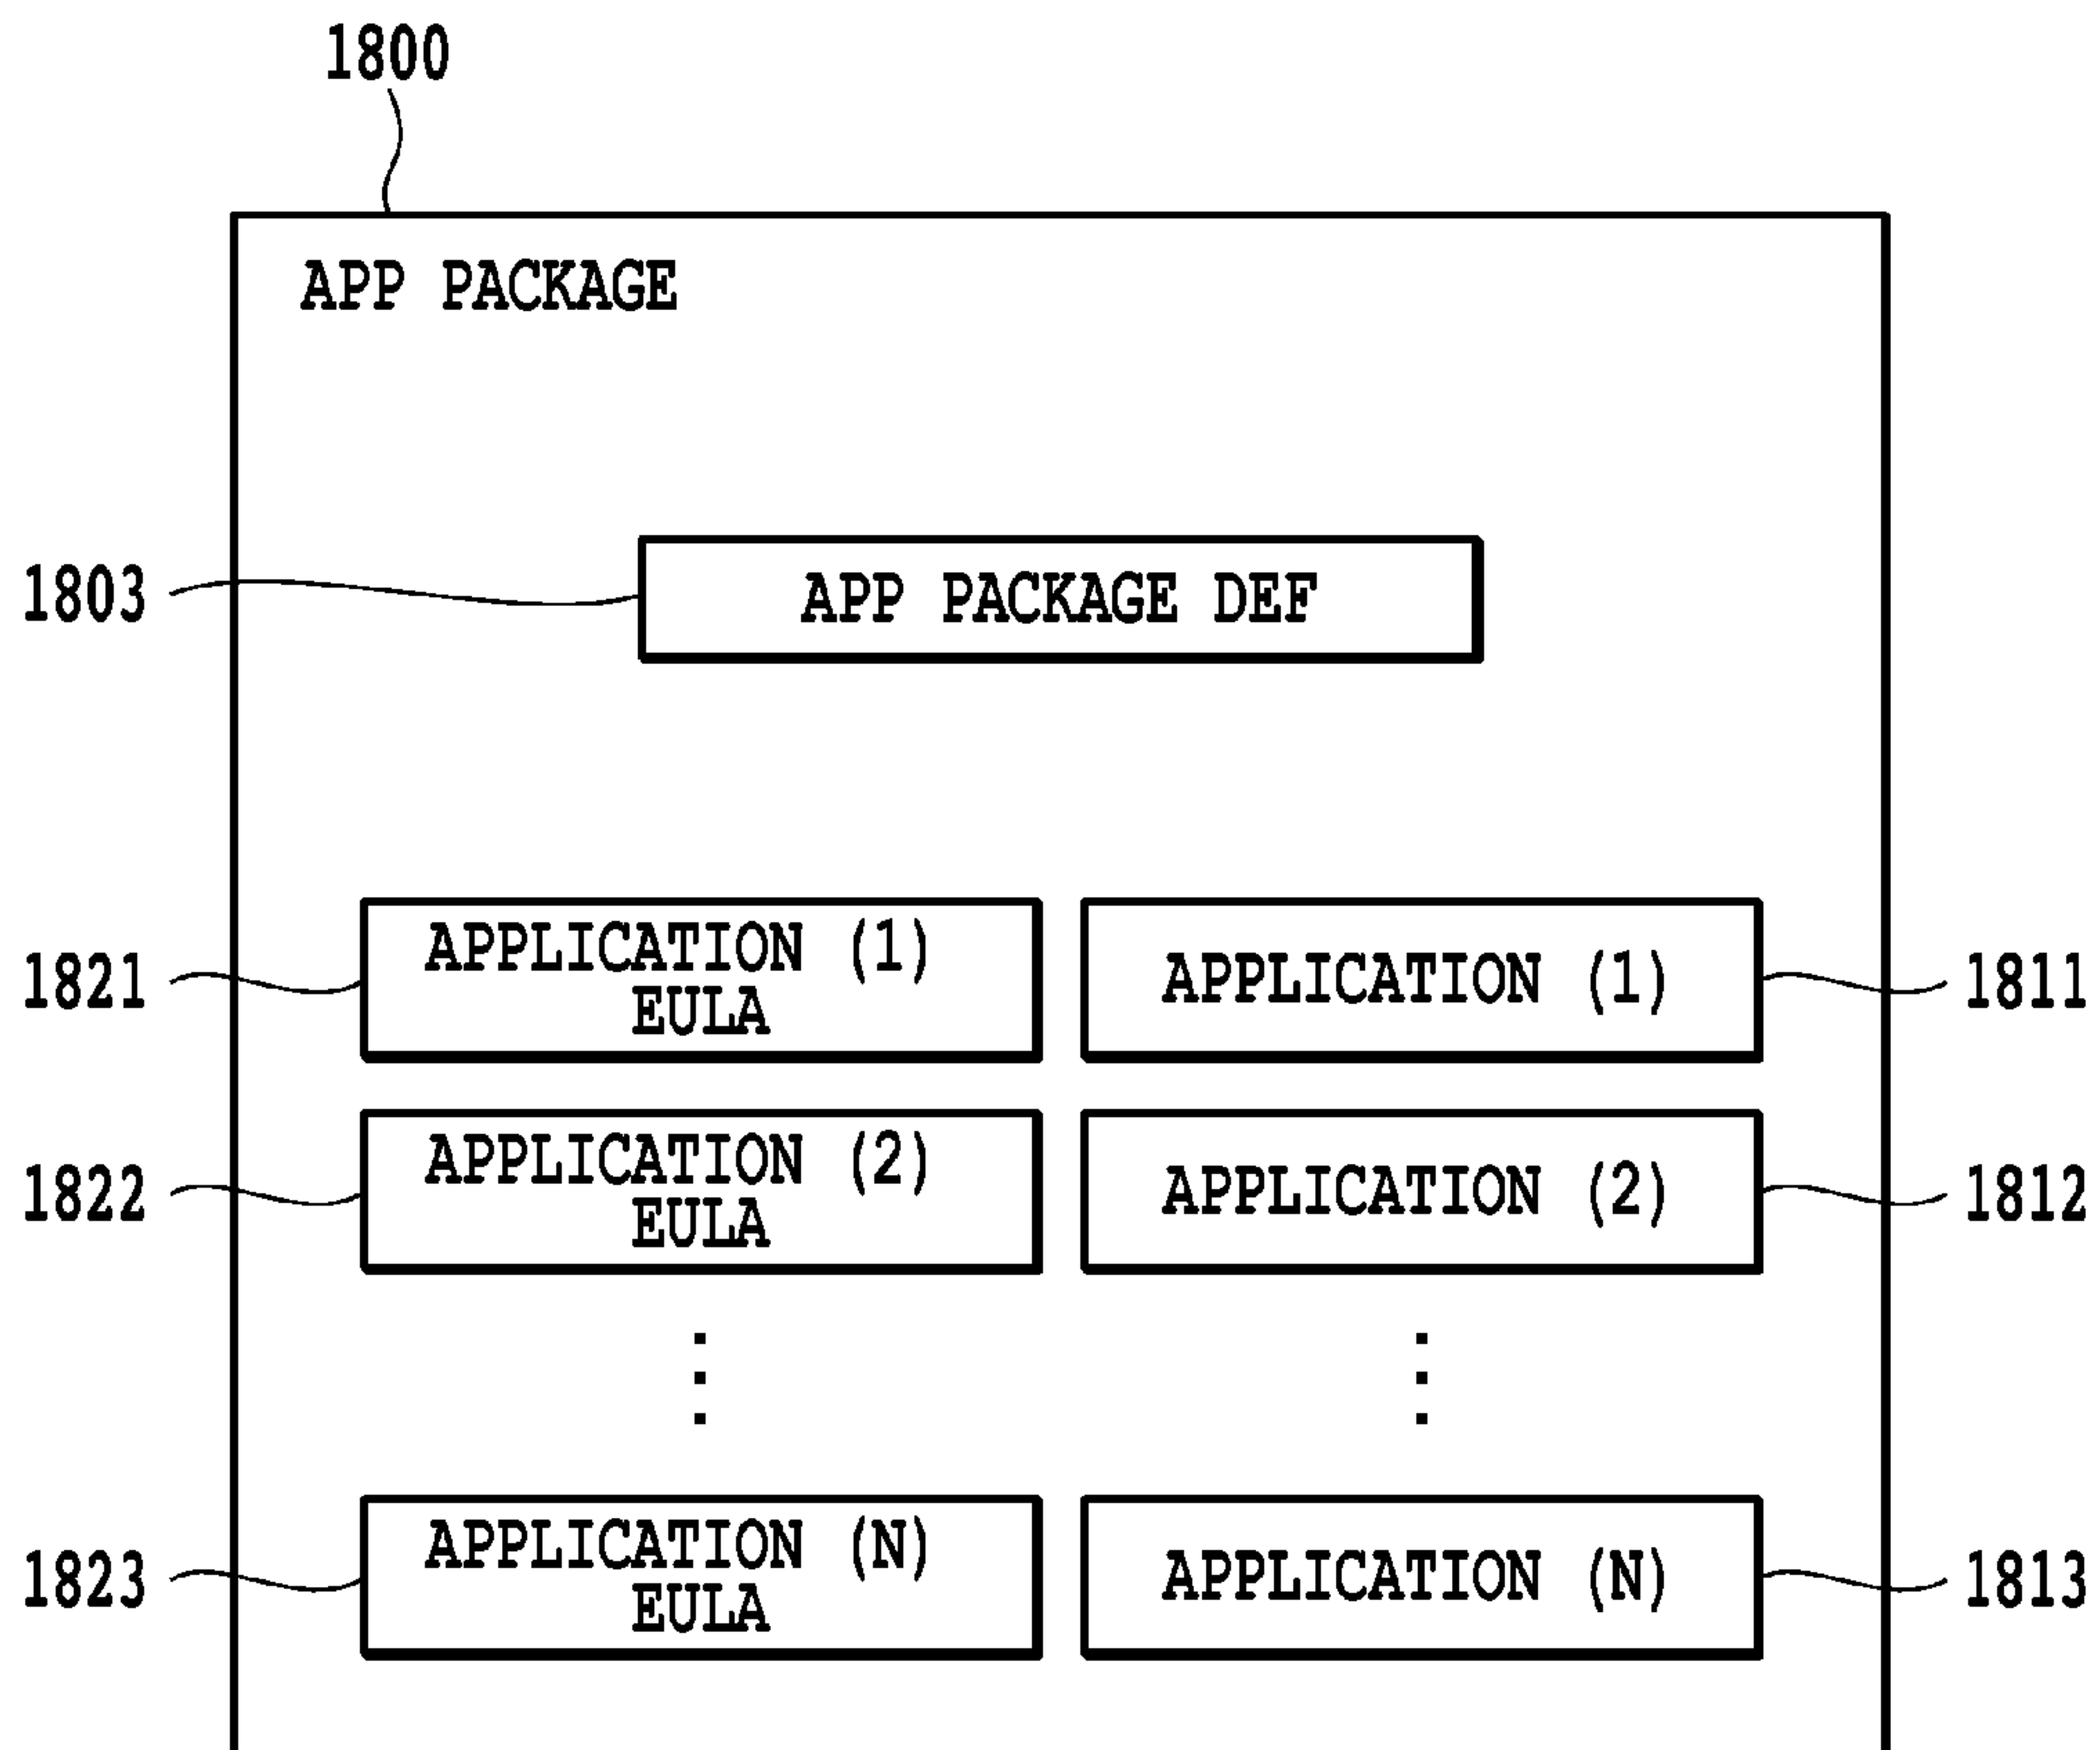 1800
APP PACKAGE
1803
APP PACKAGE DEF
1821
APPLICATION (1)
EULA
APPLICATION (1)
1811
1822
APPLICATION (2)
EULA
APPLICATION (2)
1812
1823
APPLICATION (N)
EULA
APPLICATION (N)
1813